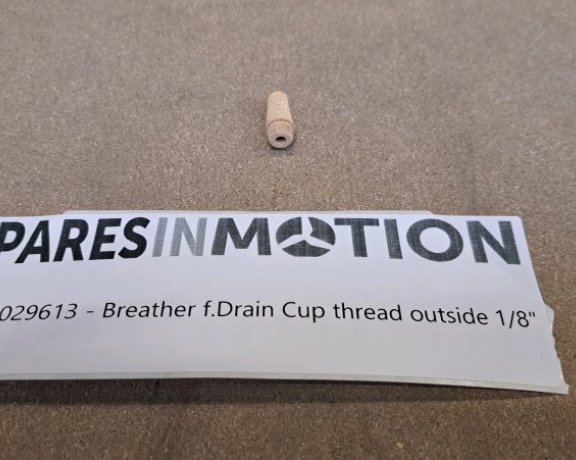 PARESINMOTION
029613 - Breather f.Drain Cup thread outside 1/8"